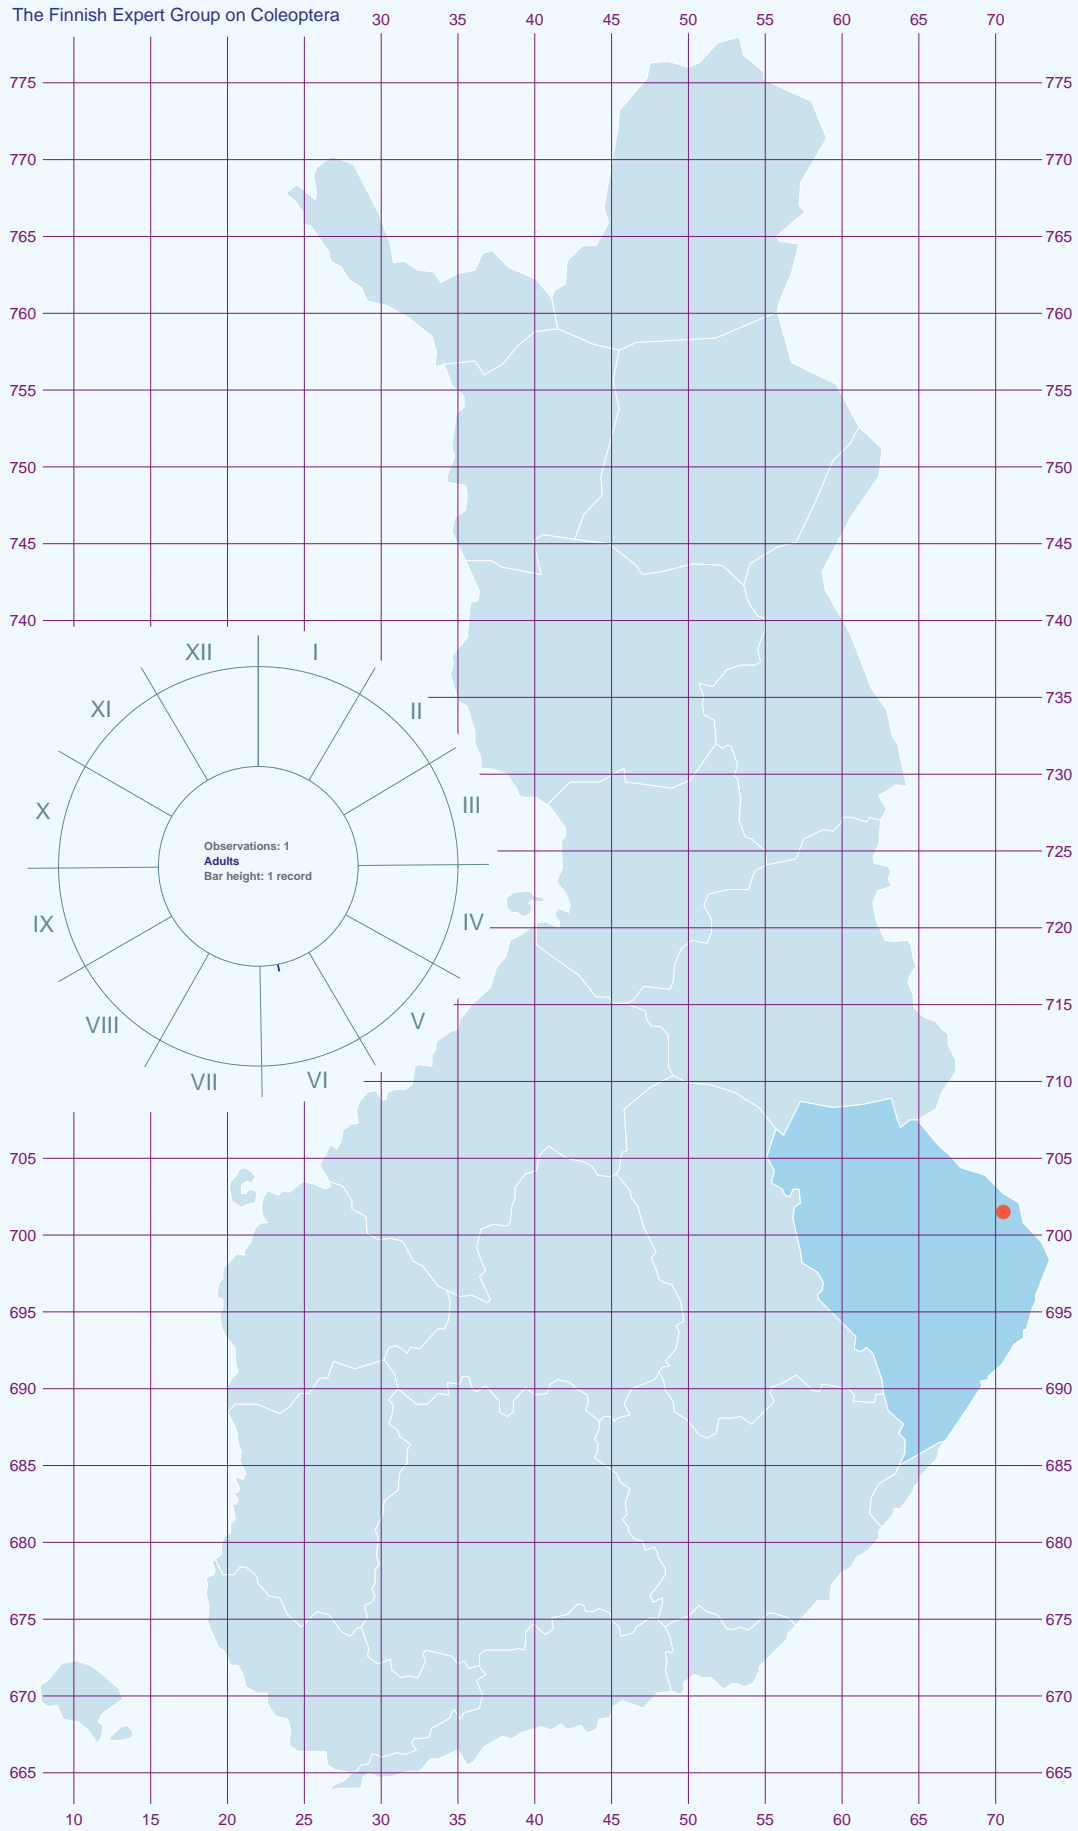 The Finnish Expert Group on Coleoptera
30 35 40 45 50 55 60 65 70
775 775
770 770
765 765
760 760
755 755
750 750
745 745
740 740
XII I
XI II
735
730
X III
725
Observations: 1
Adults
Bar height: 1 record
IX IV
720
715
VIII V
VII VI
710
705 705
700 700
695 695
690 690
685 685
680 680
675 675
670 670
665 665
10 15 20 25 30 35 40 45 50 55 60 65 70